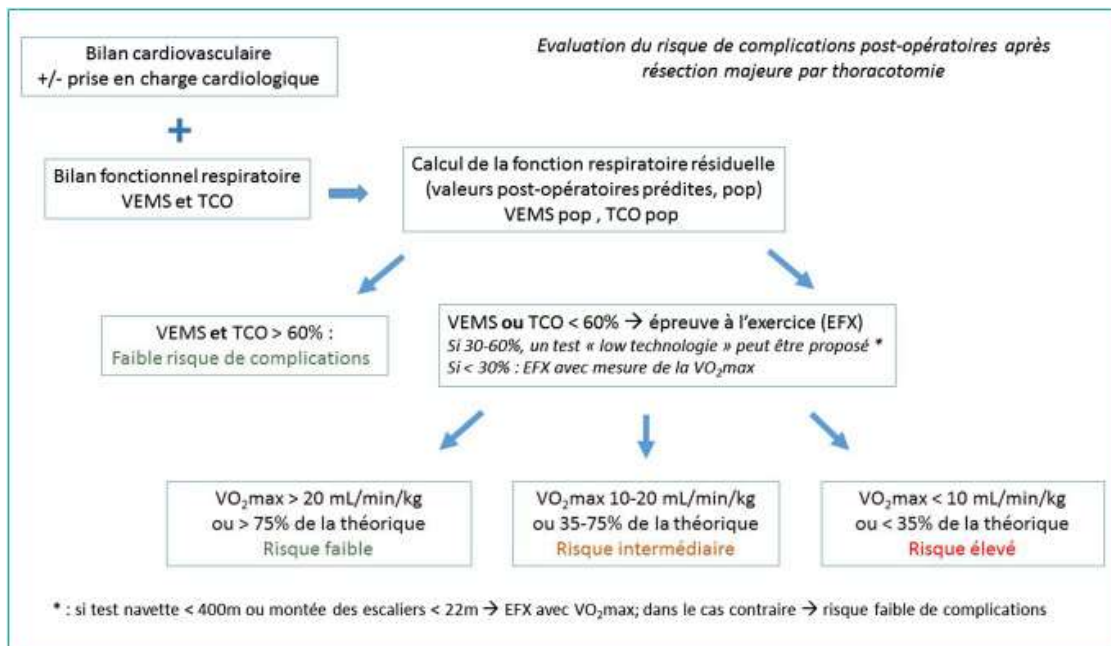 Bilan cardiovasculaire
+/- prise en charge cardiologique
Evaluation du risque de complications post-opératoires après
résection majeure par thoracotomie
+
Bilan fonctionnel respiratoire
VEMS et TCO
Calcul de la fonction respiratoire résiduelle
(valeurs post-opératoires prédites, pop)
VEMS pop , TCO pop
VEMS et TCO > 60% :
Faible risque de complications
VEMS ou TCO < 60% → épreuve à l'exercice (EFX)
Si 30-60%, un test « low technologie » peut être proposé *
Si < 30% : EFX avec mesure de la VO₂max
VO₂max > 20 mL/min/kg
ou > 75% de la théorique
Risque faible
VO₂max 10-20 mL/min/kg
ou 35-75% de la théorique
Risque intermédiaire
VO₂max < 10 mL/min/kg
ou < 35% de la théorique
Risque élevé
* : si test navette < 400m ou montée des escaliers < 22m → EFX avec VO₂max; dans le cas contraire → risque faible de complications